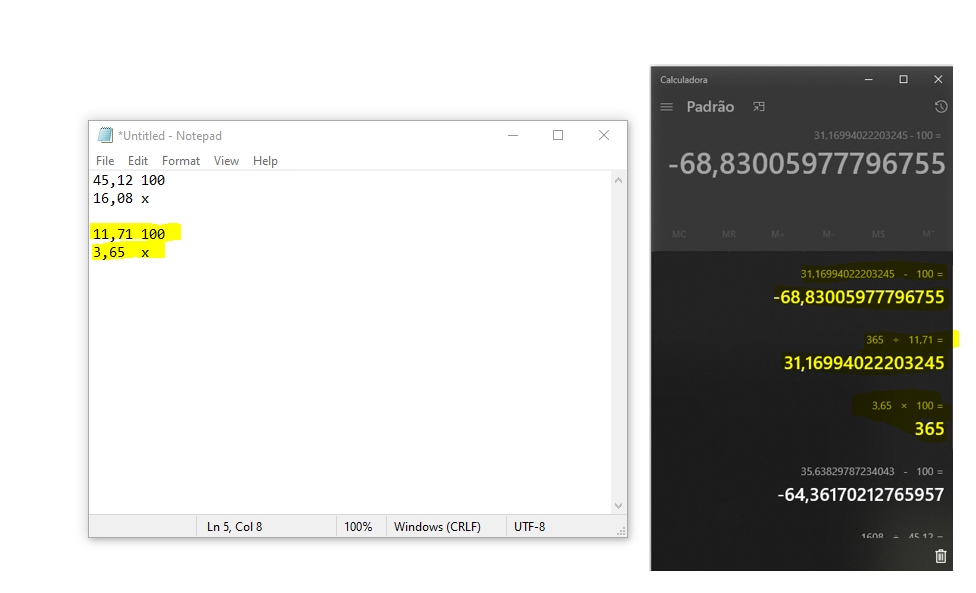 *Untitled - Notepad
File Edit Format View Help
45,12 100
16,08 x
11,71 100
3,65 x
Ln 5, Col 8 100% Windows (CRLF) UTF-8
Calculadora
Padrão
31,16994022203245 - 100 =
-68,83005977796755
MC MR M+ M- MS M˅
31,16994022203245 - 100 =
-68,83005977796755
365 ÷ 11,71 =
31,16994022203245
3,65 × 100 =
365
35,63829787234043 - 100 =
-64,36170212765957
1608 ÷ 45,12 =